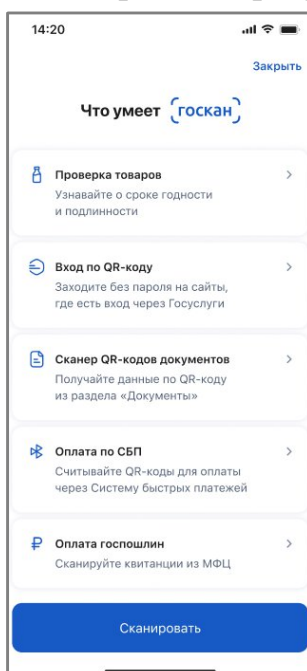 14:20
Закрыть
Что умеет госкан
Проверка товаров
Узнавайте о сроке годности
и подлинности
Вход по QR-коду
Заходите без пароля на сайты,
где есть вход через Госуслуги
Сканер QR-кодов документов
Получайте данные по QR-коду
из раздела «Документы»
Оплата по СБП
Считывайте QR-коды для оплаты
через Систему быстрых платежей
Оплата госпошлин
Сканируйте квитанции из МФЦ
Сканировать